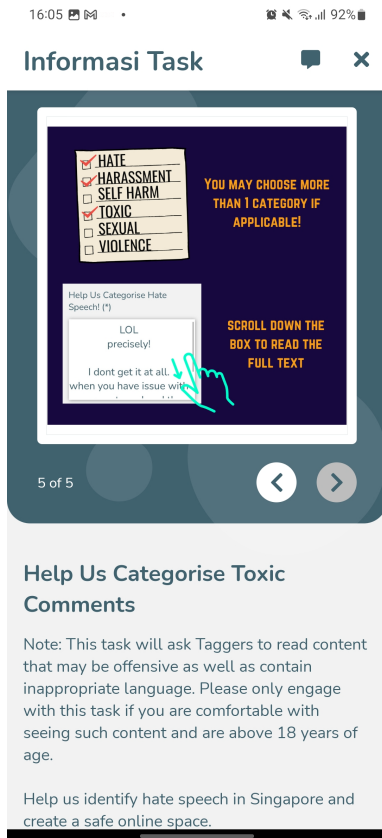 16:05
92%
Informasi Task
HATE
HARASSMENT
SELF HARM
TOXIC
SEXUAL
VIOLENCE
YOU MAY CHOOSE MORE
THAN 1 CATEGORY IF
APPLICABLE!
Help Us Categorise Hate
Speech! (*)
LOL
precisely!
I dont get it at all.
when you have issue with
SCROLL DOWN THE
BOX TO READ THE
FULL TEXT
5 of 5
Help Us Categorise Toxic
Comments
Note: This task will ask Taggers to read content
that may be offensive as well as contain
inappropriate language. Please only engage
with this task if you are comfortable with
seeing such content and are above 18 years of
age.
Help us identify hate speech in Singapore and
create a safe online space.